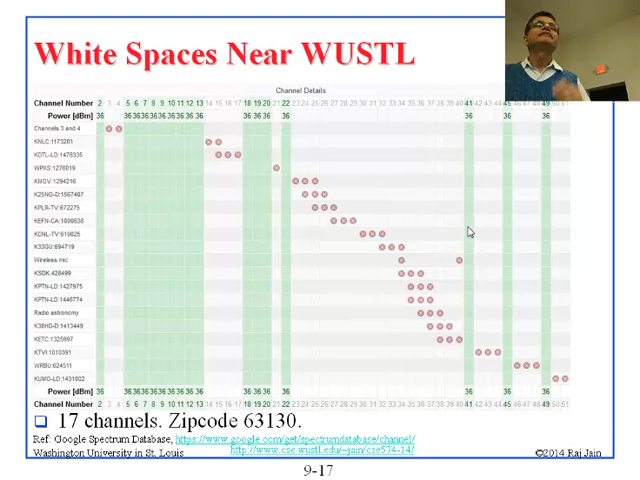 White Spaces Near WUSTL
Channel Details
Channel Number 2 3 4 5 6 7 8 9 10 11 12 13 14 15 16 17 18 19 20 21 22 23 24 25 26 27 28 29 30 31 32 33 34 35 36 37 38 39 40 41 42 43 44 45 46 47 48 49 50 51
Power [dBm] 36 36 36 36 36 36 36 36 36 36 36 36 36 36 36 36 36
Channels 3 and 4
KNLC:1173281
KDTL-LD:1478335
WPXS:1276019
KMOV:1294216
K25NG-D:1567407
KPLR-TV:672275
KEFN-CA:1098638
KDNL-TV:619825
K33GU:694719
Wireless mic
KSDK:428499
KPTN-LD:1427975
KPTN-LD:1446774
Radio astronomy
K38HD-D:1413449
KETC:1325997
KTVI:1010391
WRBU:624511
KUMO-LD:1431002
Power [dBm] 36 36 36 36 36 36 36 36 36 36 36 36 36 36 36 36 36
Channel Number 2 3 4 5 6 7 8 9 10 11 12 13 14 15 16 17 18 19 20 21 22 23 24 25 26 27 28 29 30 31 32 33 34 35 36 37 38 39 40 41 42 43 44 45 46 47 48 49 50 51
17 channels. Zipcode 63130.
Ref: Google Spectrum Database, https://www.google.com/get/spectrumdatabase/channel/
Washington University in St. Louis http://www.cse.wustl.edu/~jain/cse574-14/ ©2014 Raj Jain
9-17